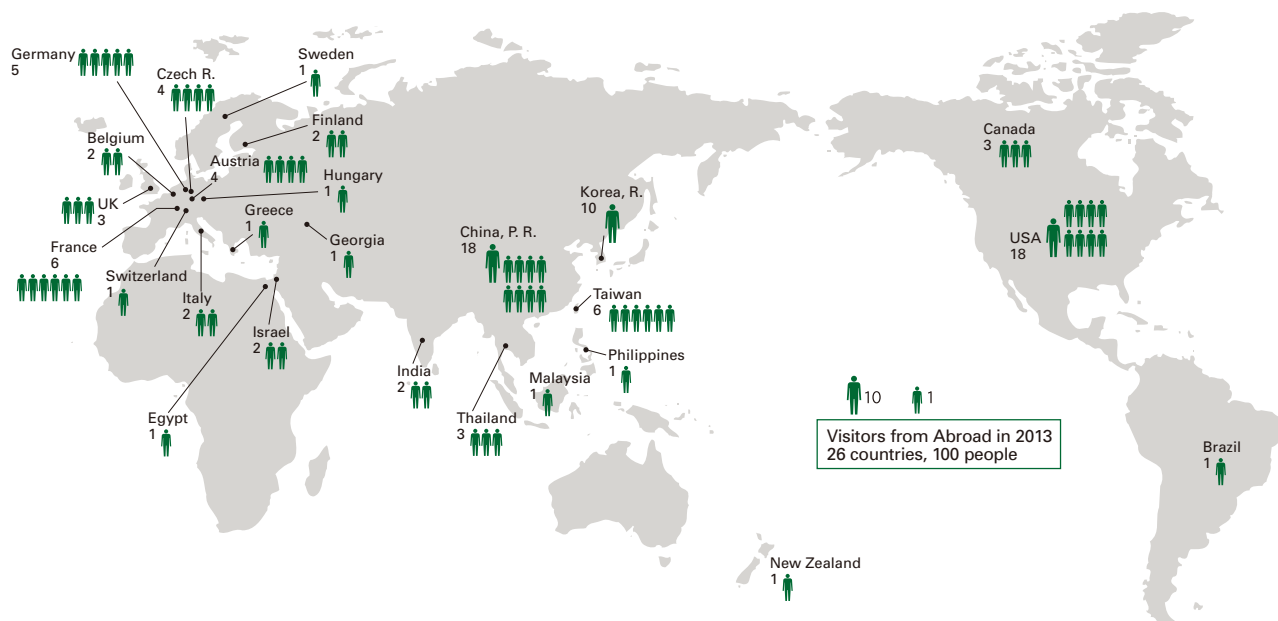 Germany
5
Czech R.
4
Sweden
1
Belgium
2
Finland
2
Austria
4
Hungary
1
UK
3
France
6
Greece
1
Georgia
1
Switzerland
1
Italy
2
Israel
2
Egypt
1
Korea, R.
10
China, P. R.
18
Taiwan
6
India
2
Philippines
1
Malaysia
1
Thailand
3
Canada
3
USA
18
10
1
Visitors from Abroad in 2013
26 countries, 100 people
Brazil
1
New Zealand
1